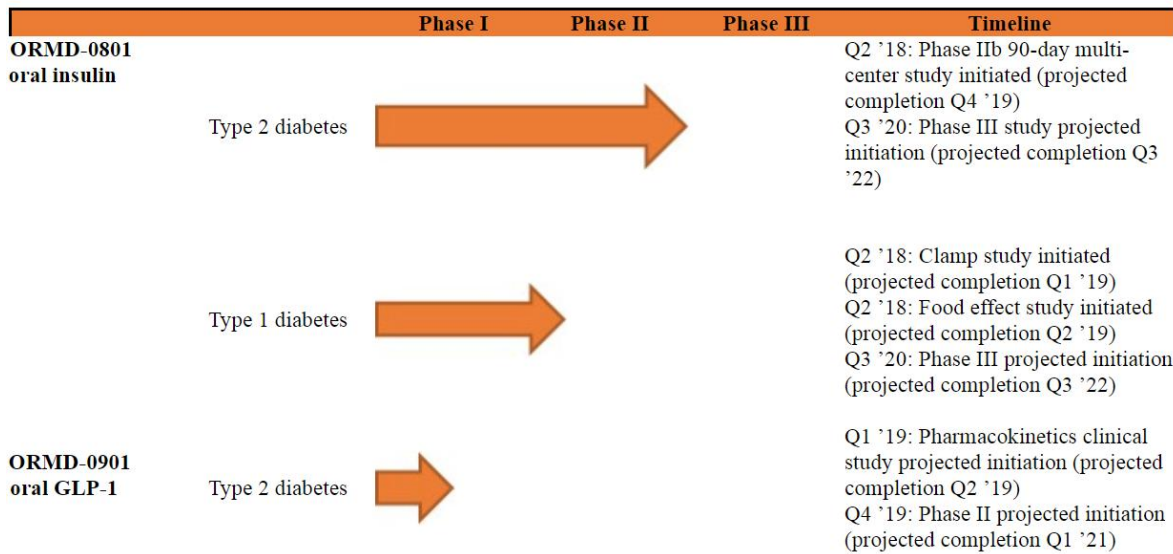 Phase I Phase II Phase III Timeline
ORMD-0801
oral insulin
Type 2 diabetes
Q2 ’18: Phase IIb 90-day multi-
center study initiated (projected
completion Q4 ’19)
Q3 ’20: Phase III study projected
initiation (projected completion Q3
’22)
Type 1 diabetes
Q2 ’18: Clamp study initiated
(projected completion Q1 ’19)
Q2 ’18: Food effect study initiated
(projected completion Q2 ’19)
Q3 ’20: Phase III projected initiation
(projected completion Q3 ’22)
ORMD-0901
oral GLP-1
Type 2 diabetes
Q1 ’19: Pharmacokinetics clinical
study projected initiation (projected
completion Q2 ’19)
Q4 ’19: Phase II projected initiation
(projected completion Q1 ’21)